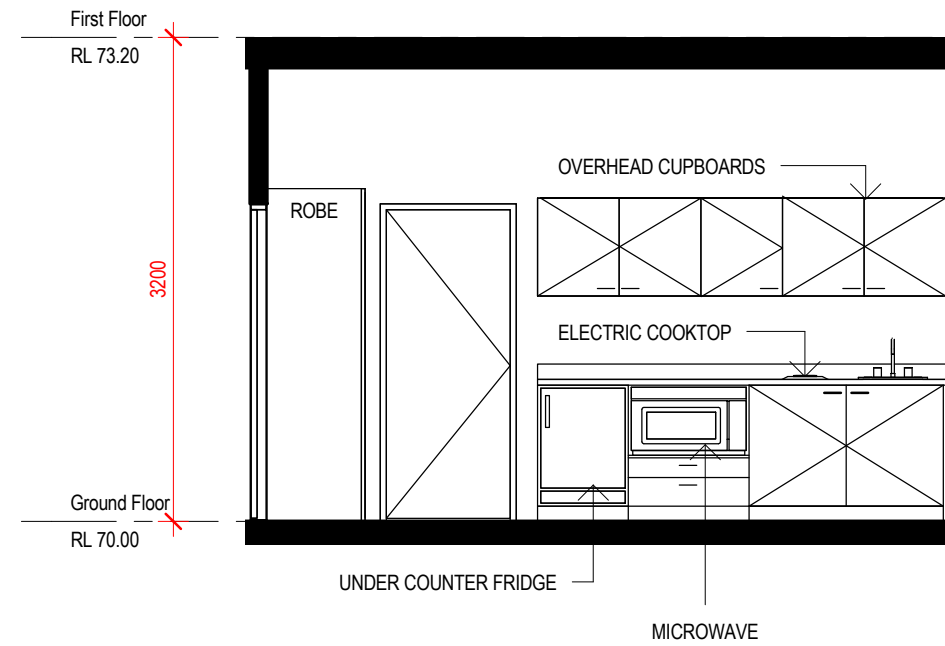 First Floor
RL 73.20
OVERHEAD CUPBOARDS
ROBE
3200
ELECTRIC COOKTOP
Ground Floor
RL 70.00
UNDER COUNTER FRIDGE
MICROWAVE